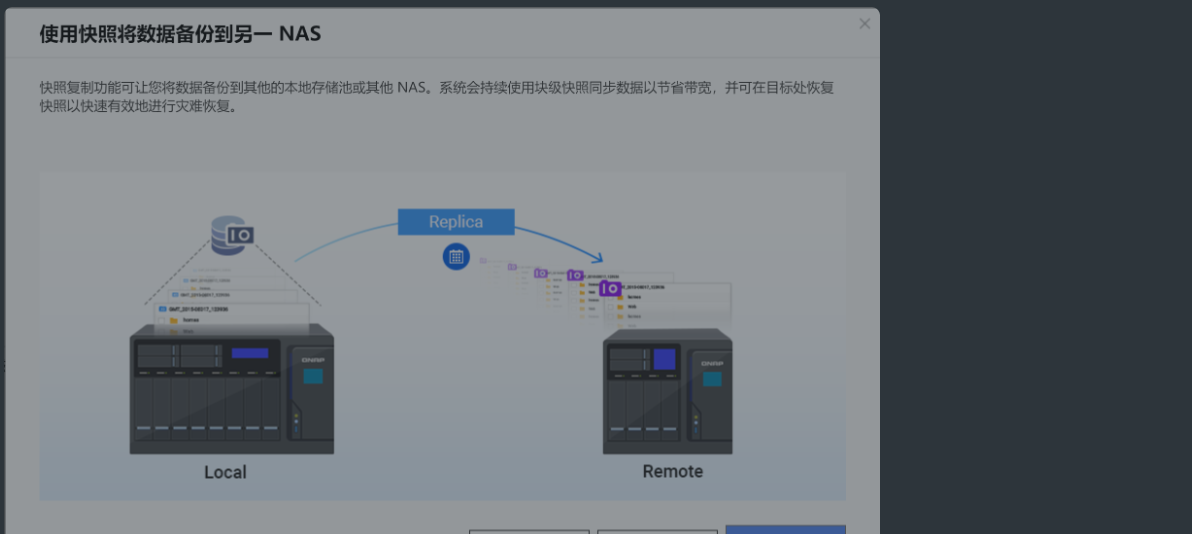 使用快照将数据备份到另一 NAS
快照复制功能可让您将数据备份到其他的本地存储池或其他 NAS。系统会持续使用块级快照同步数据以节省带宽，并可在目标处恢复
快照以快速有效地进行灾难恢复。
Replica
QNAP
QNAP
Local
Remote